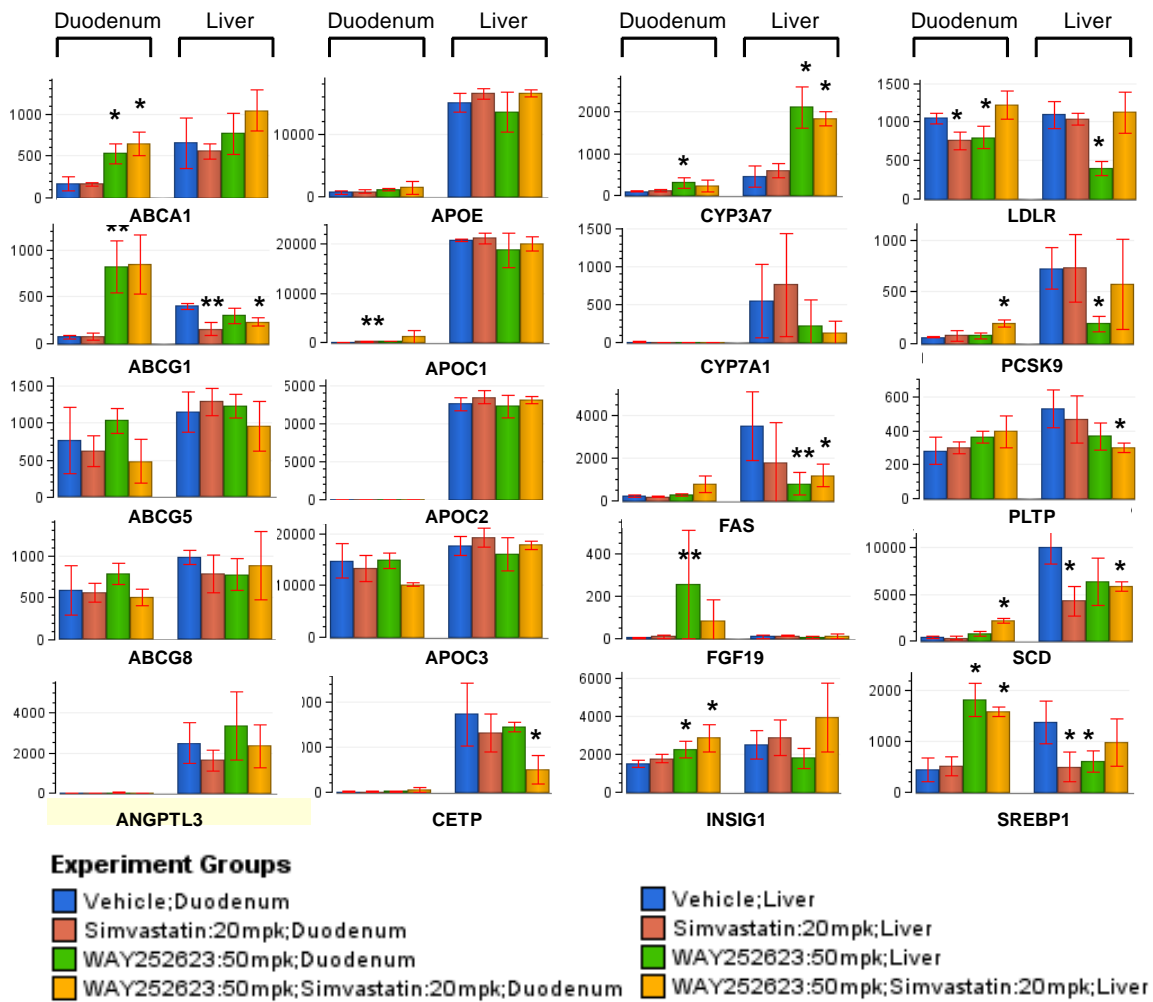 Duodenum Liver Duodenum Liver Duodenum Liver Duodenum Liver
1000 * * 500 0
10000 0
2000 * * * 1000 0
1500 1000 * * * 500 0
ABCA1 APOE CYP3A7 LDLR
1000 ** ** * 500 0
20000 10000 ** 0
1500 1000 500 0
1000 500 * * 0
ABCG1 APOC1 CYP7A1 PCSK9
1500 1000 500 0
5000 0000 5000 0
4000 2000 ** * 0
600 400 200 * 0
ABCG5 APOC2 FAS PLTP
1000 500 0
20000 10000 0
400 200 ** 0
10000 5000 * * * 0
ABCG8 APOC3 FGF19 SCD
4000 2000 0
000 000 * 0
6000 4000 2000 * * 0
2000 1000 * * * * 0
ANGPTL3 CETP INSIG1 SREBP1
Experiment Groups
Vehicle;Duodenum Vehicle;Liver
Simvastatin:20mpk;Duodenum Simvastatin:20mpk;Liver
WAY252623:50mpk;Duodenum WAY252623:50mpk;Liver
WAY252623:50mpk;Simvastatin:20mpk;Duodenum WAY252623:50mpk;Simvastatin:20mpk;Liver